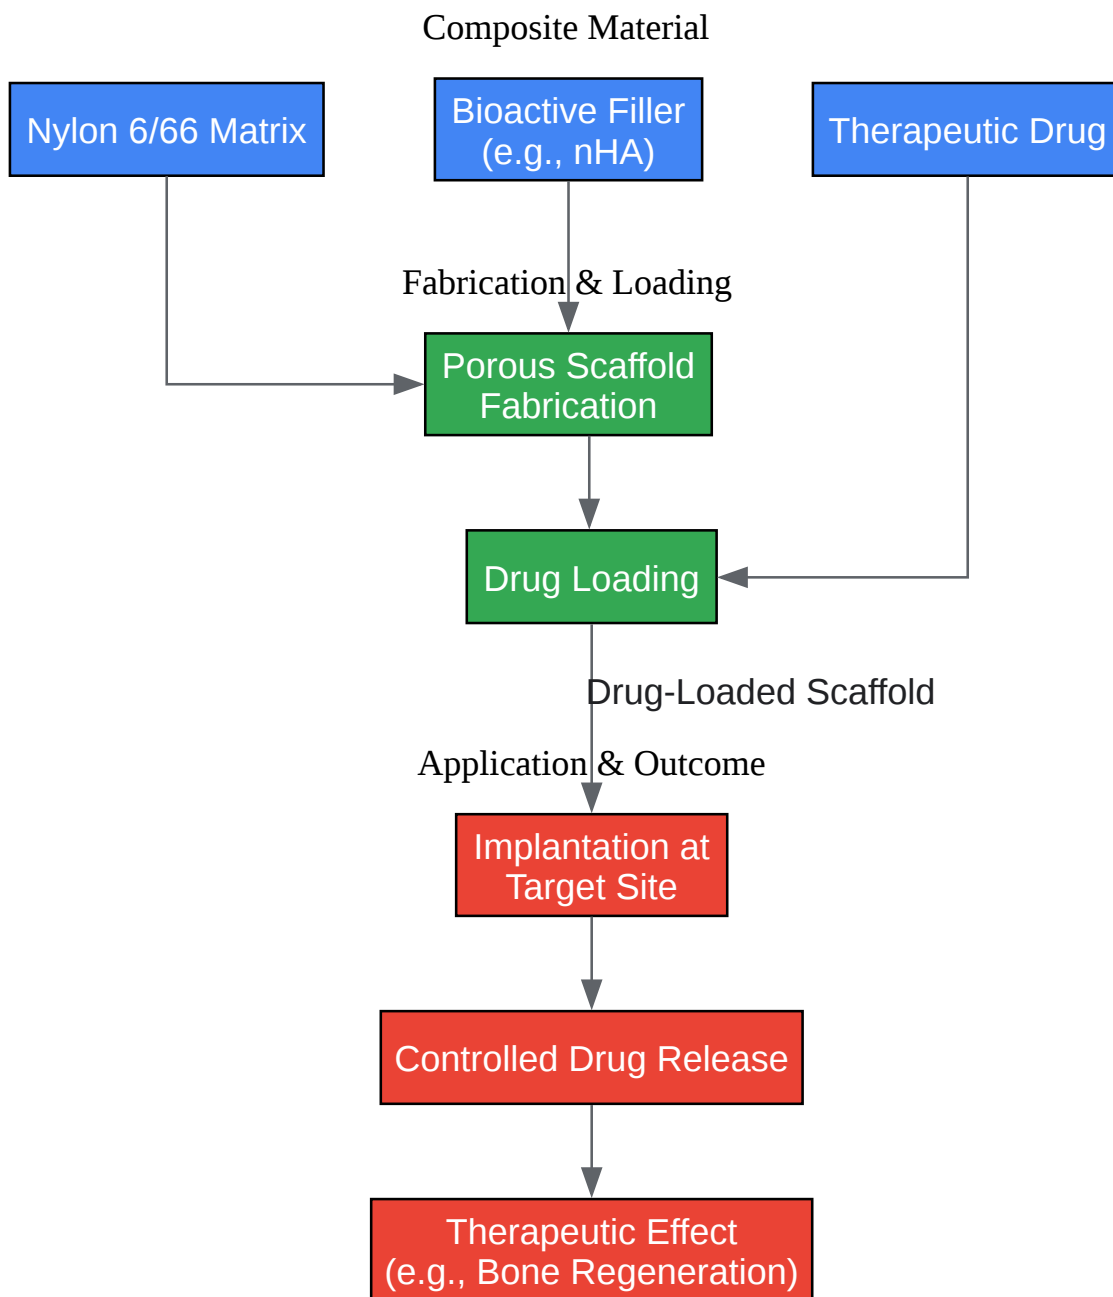 Composite Material
Nylon 6/66 Matrix
Bioactive Filler
(e.g., nHA)
Therapeutic Drug
Fabrication & Loading
Porous Scaffold
Fabrication
Drug Loading
Drug-Loaded Scaffold
Application & Outcome
Implantation at
Target Site
Controlled Drug Release
Therapeutic Effect
(e.g., Bone Regeneration)